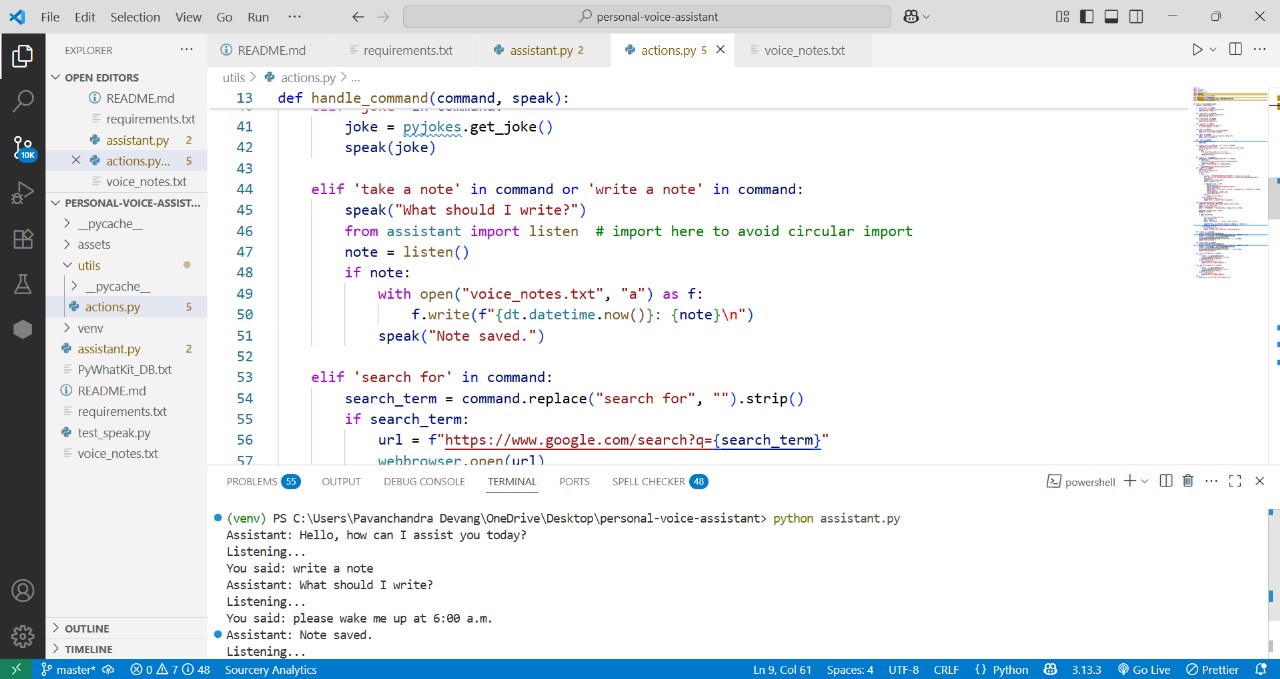 File Edit Selection View Go Run ··· personal-voice-assistant
EXPLORER ···
OPEN EDITORS
README.md
requirements.txt
assistant.py 2
actions.py... 5
voice_notes.txt
PERSONAL-VOICE-ASSIST...
__pycache__
assets
utils
__pycache__
actions.py 5
venv
assistant.py 2
PyWhatKit_DB.txt
README.md
requirements.txt
test_speak.py
voice_notes.txt
OUTLINE
TIMELINE
10K
README.md requirements.txt assistant.py 2 actions.py 5 voice_notes.txt
utils > actions.py > ...
13 def handle_command(command, speak):
41 joke = pyjokes.get_joke()
42 speak(joke)
43
44 elif 'take a note' in command or 'write a note' in command:
45 speak("What should I write?")
46 from assistant import listen # import here to avoid circular import
47 note = listen()
48 if note:
49 with open("voice_notes.txt", "a") as f:
50 f.write(f"{dt.datetime.now()}: {note}\n")
51 speak("Note saved.")
52
53 elif 'search for' in command:
54 search_term = command.replace("search for", "").strip()
55 if search_term:
56 url = f"https://www.google.com/search?q={search_term}"
57 webbrowser.open(url)
PROBLEMS 55 OUTPUT DEBUG CONSOLE TERMINAL PORTS SPELL CHECKER 48 powershell
(venv) PS C:\Users\Pavanchandra Devang\OneDrive\Desktop\personal-voice-assistant> python assistant.py
Assistant: Hello, how can I assist you today?
Listening...
You said: write a note
Assistant: What should I write?
Listening...
You said: please wake me up at 6:00 a.m.
Assistant: Note saved.
Listening...
master* 0 7 48 Sourcery Analytics Ln 9, Col 61 Spaces: 4 UTF-8 CRLF {} Python 3.13.3 Go Live Prettier